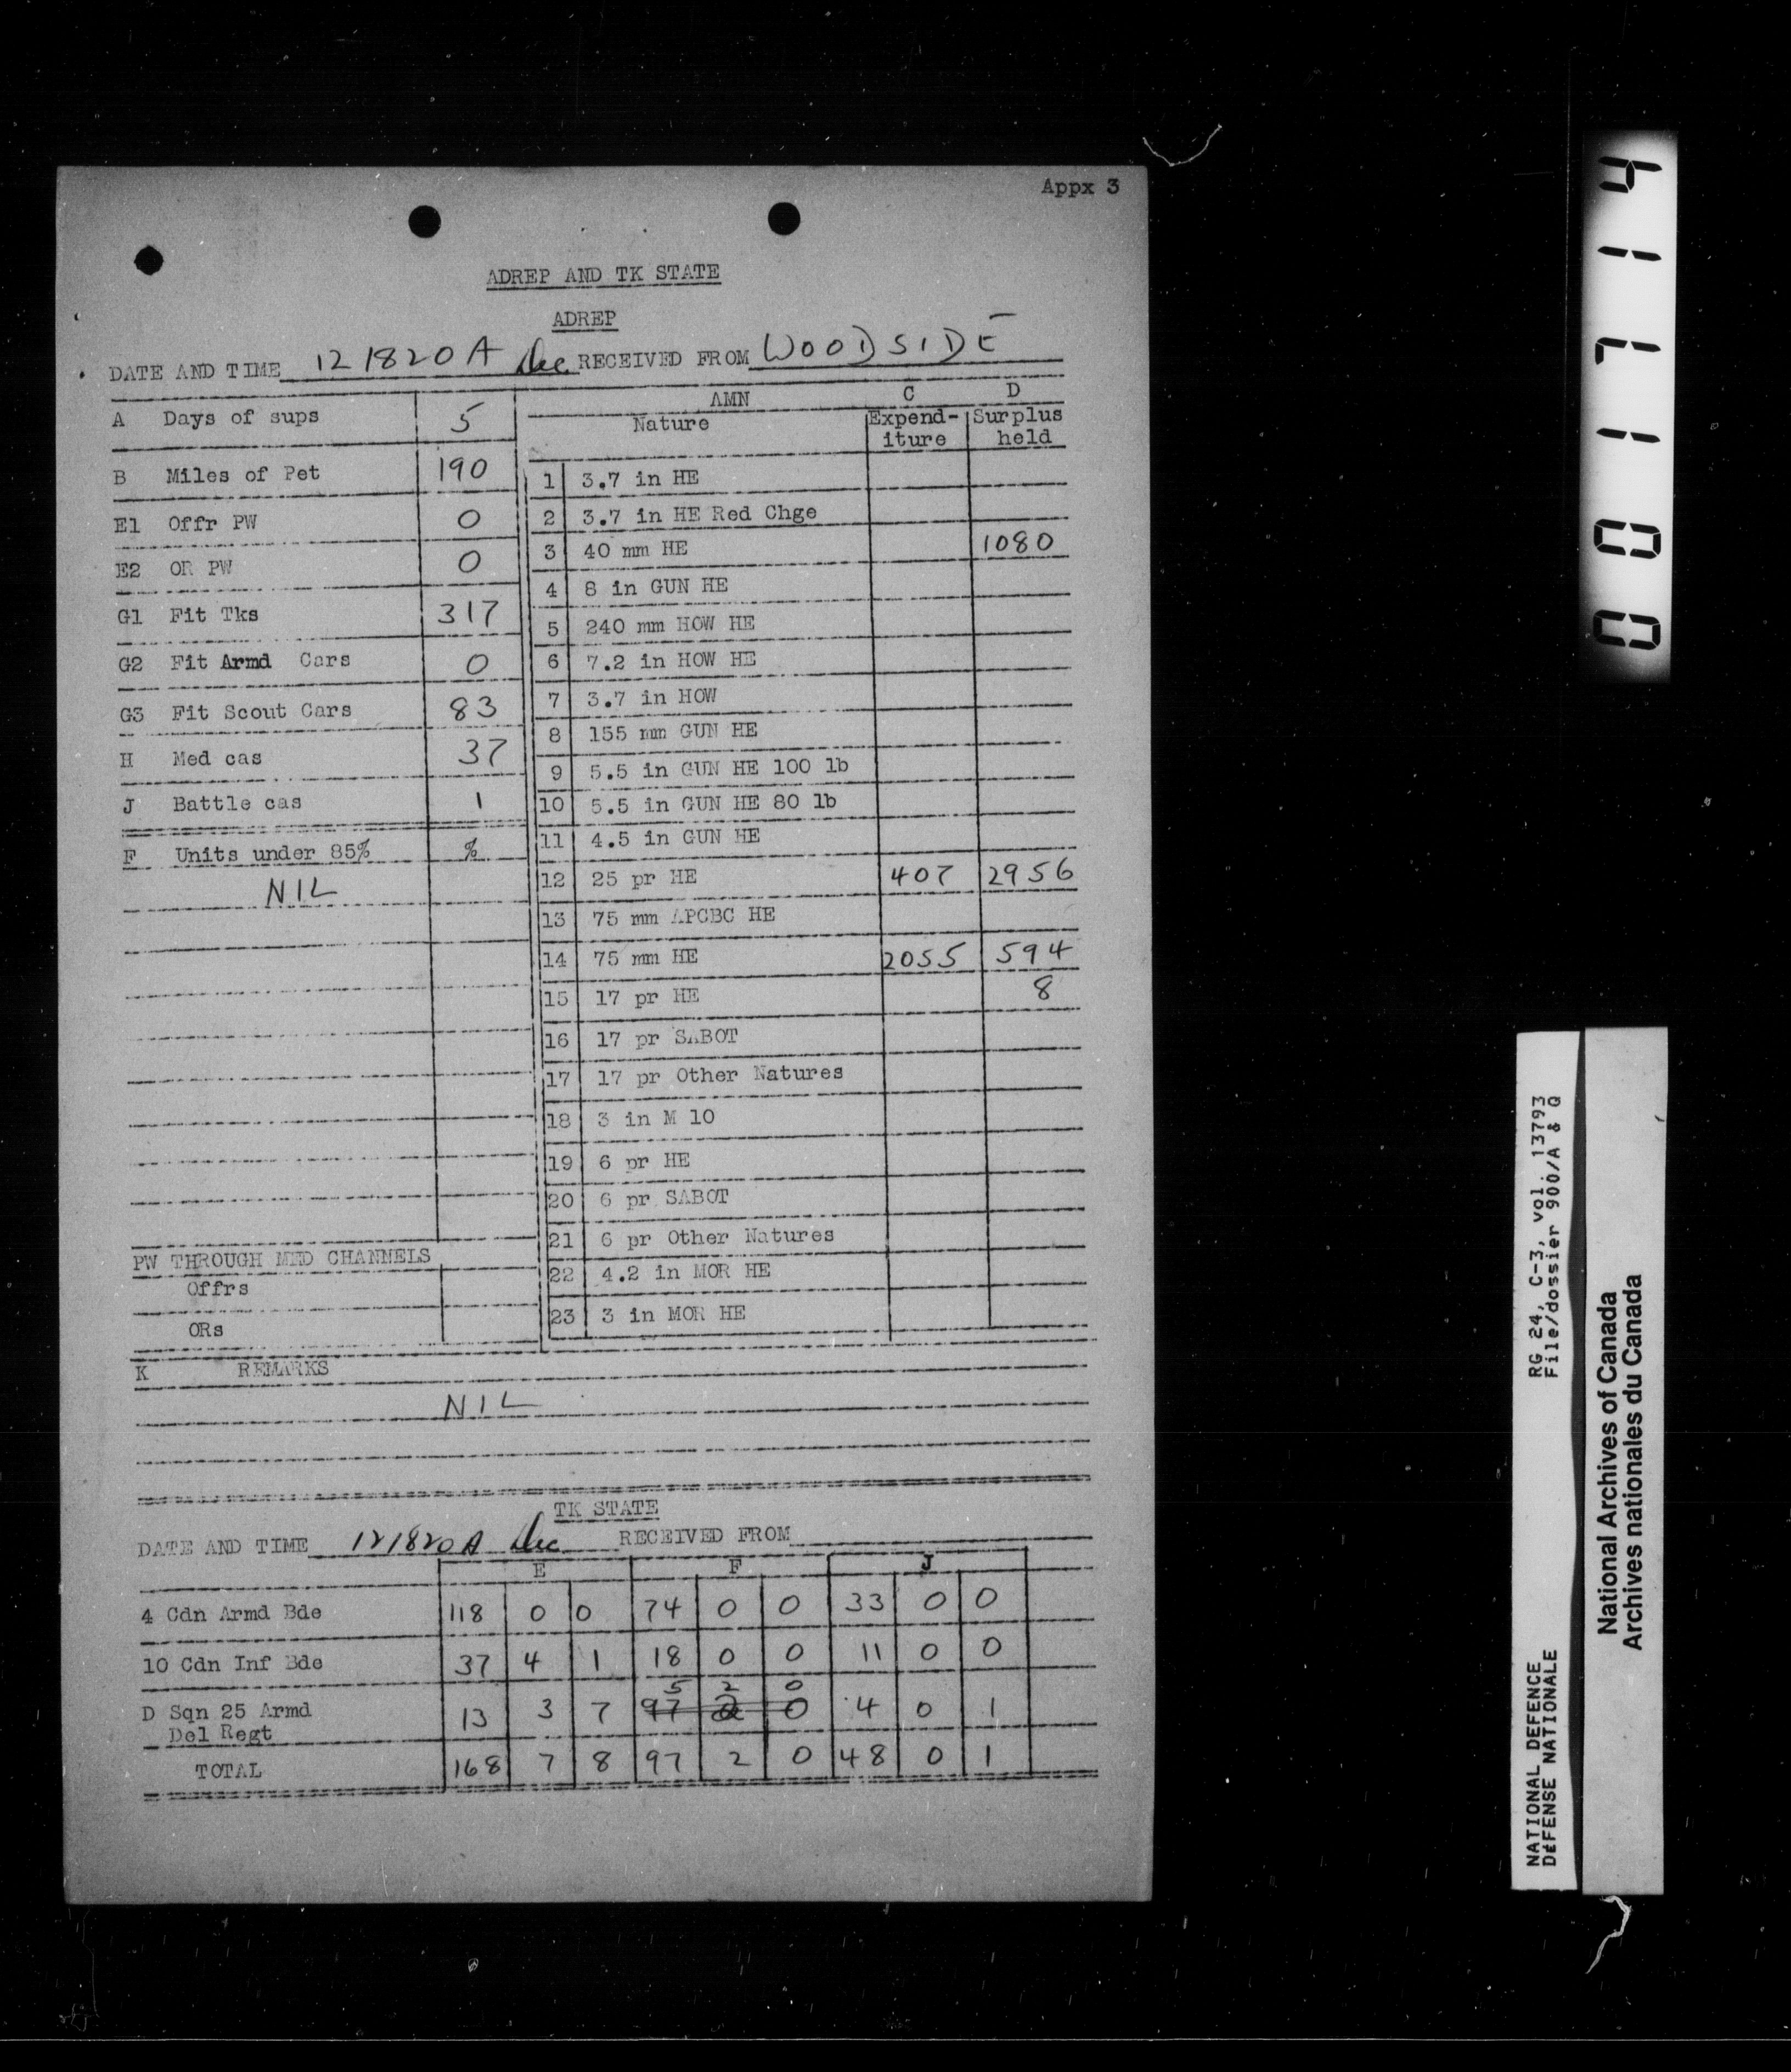 Appx 3
ADREP AND TK STATE
ADREP
DATE AND TIME 121820A Dec RECEIVED FROM WOODSIDE
A Days of sups 5
B Miles of Pet 190
E1 Offr PW 0
E2 OR PW 0
G1 Fit Tks 317
G2 Fit Armd Cars 0
G3 Fit Scout Cars 83
H Med cas 37
J Battle cas 1
F Units under 85% %
NIL
PW THROUGH MED CHANNELS
Offrs
ORs
AMN C D
Nature Expend- Surplus
iture held
1 3.7 in HE
2 3.7 in HE Red Chge
3 40 mm HE 1080
4 8 in GUN HE
5 240 mm HOW HE
6 7.2 in HOW HE
7 3.7 in HOW
8 155 mm GUN HE
9 5.5 in GUN HE 100 lb
10 5.5 in GUN HE 80 lb
11 4.5 in GUN HE
12 25 pr HE 407 2956
13 75 mm APCBC HE
14 75 mm HE 2055 594
15 17 pr HE 8
16 17 pr SABOT
17 17 pr Other Natures
18 3 in M 10
19 6 pr HE
20 6 pr SABOT
21 6 pr Other Natures
22 4.2 in MOR HE
23 3 in MOR HE
K REMARKS
NIL
TK STATE
DATE AND TIME 121820A Dec RECEIVED FROM
E F J
4 Cdn Armd Bde 118 0 0 74 0 0 33 0 0
10 Cdn Inf Bde 37 4 1 18 0 0 11 0 0
5 2 0
D Sqn 25 Armd 13 3 7 97 2 0 4 0 1
Del Regt
TOTAL 168 7 8 97 2 0 48 0 1
001714
RG 24, C-3, vol. 13793
File/dossier 900/A & Q
NATIONAL DEFENCE
DÉFENSE NATIONALE
National Archives of Canada
Archives nationales du Canada